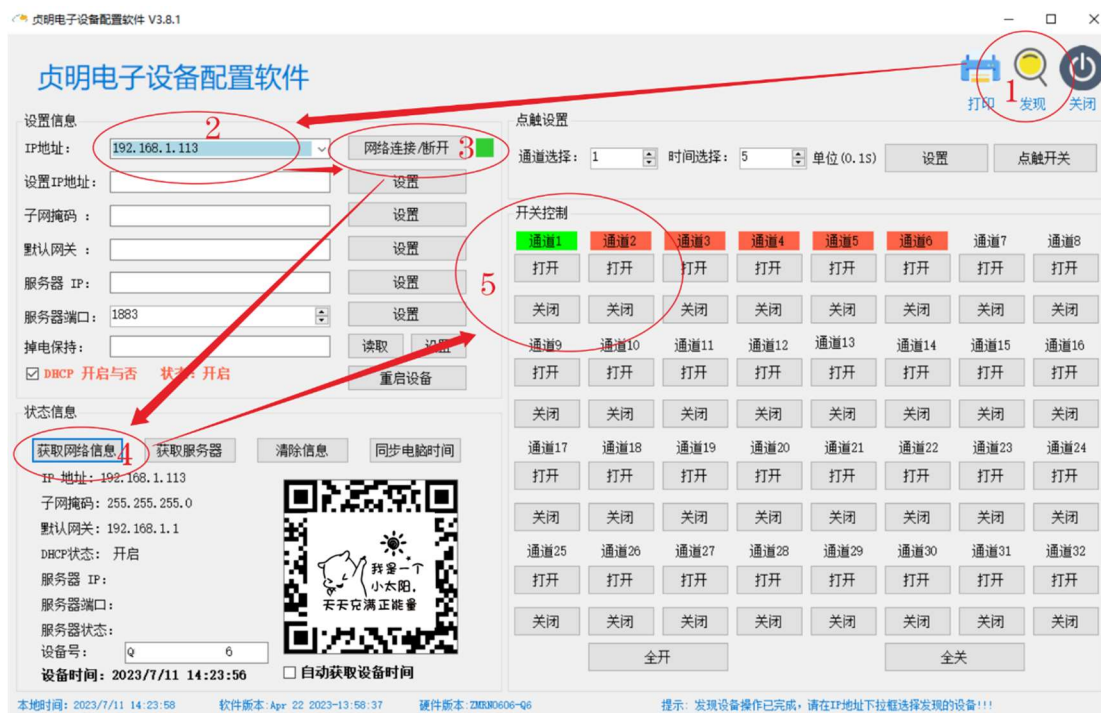 贞明电子设备配置软件 V3.8.1
贞明电子设备配置软件
打印 1 发现 关闭
设置信息
IP地址： 192.168.1.113 2 网络连接/断开 3
设置IP地址： 设置
子网掩码 ： 设置
默认网关 ： 设置
服务器 IP： 设置
服务器端口： 1883 设置
掉电保持： 读取 设置
DHCP 开启与否 状态：开启 重启设备
点触设置
通道选择： 1 时间选择： 5 单位(0.1S) 设置 点触开关
开关控制
通道1 通道2 通道3 通道4 通道5 通道6 通道7 通道8
打开 打开 打开 打开 打开 打开 打开 打开
5
关闭 关闭 关闭 关闭 关闭 关闭 关闭 关闭
通道9 通道10 通道11 通道12 通道13 通道14 通道15 通道16
打开 打开 打开 打开 打开 打开 打开 打开
关闭 关闭 关闭 关闭 关闭 关闭 关闭 关闭
通道17 通道18 通道19 通道20 通道21 通道22 通道23 通道24
打开 打开 打开 打开 打开 打开 打开 打开
关闭 关闭 关闭 关闭 关闭 关闭 关闭 关闭
通道25 通道26 通道27 通道28 通道29 通道30 通道31 通道32
打开 打开 打开 打开 打开 打开 打开 打开
关闭 关闭 关闭 关闭 关闭 关闭 关闭 关闭
全开 全关
状态信息
获取网络信息 4 获取服务器 清除信息 同步电脑时间
IP 地址：192.168.1.113
子网掩码：255.255.255.0
默认网关：192.168.1.1
DHCP状态： 开启
服务器 IP：
服务器端口：
服务器状态：
设备号： Q 6
设备时间：2023/7/11 14:23:56
我是一个
小太阳，
天天充满正能量
自动获取设备时间
本地时间：2023/7/11 14:23:58 软件版本:Apr 22 2023-13:58:37 硬件版本:ZMRN0606-Q6 提示：发现设备操作已完成，请在IP地址下拉框选择发现的设备!!!